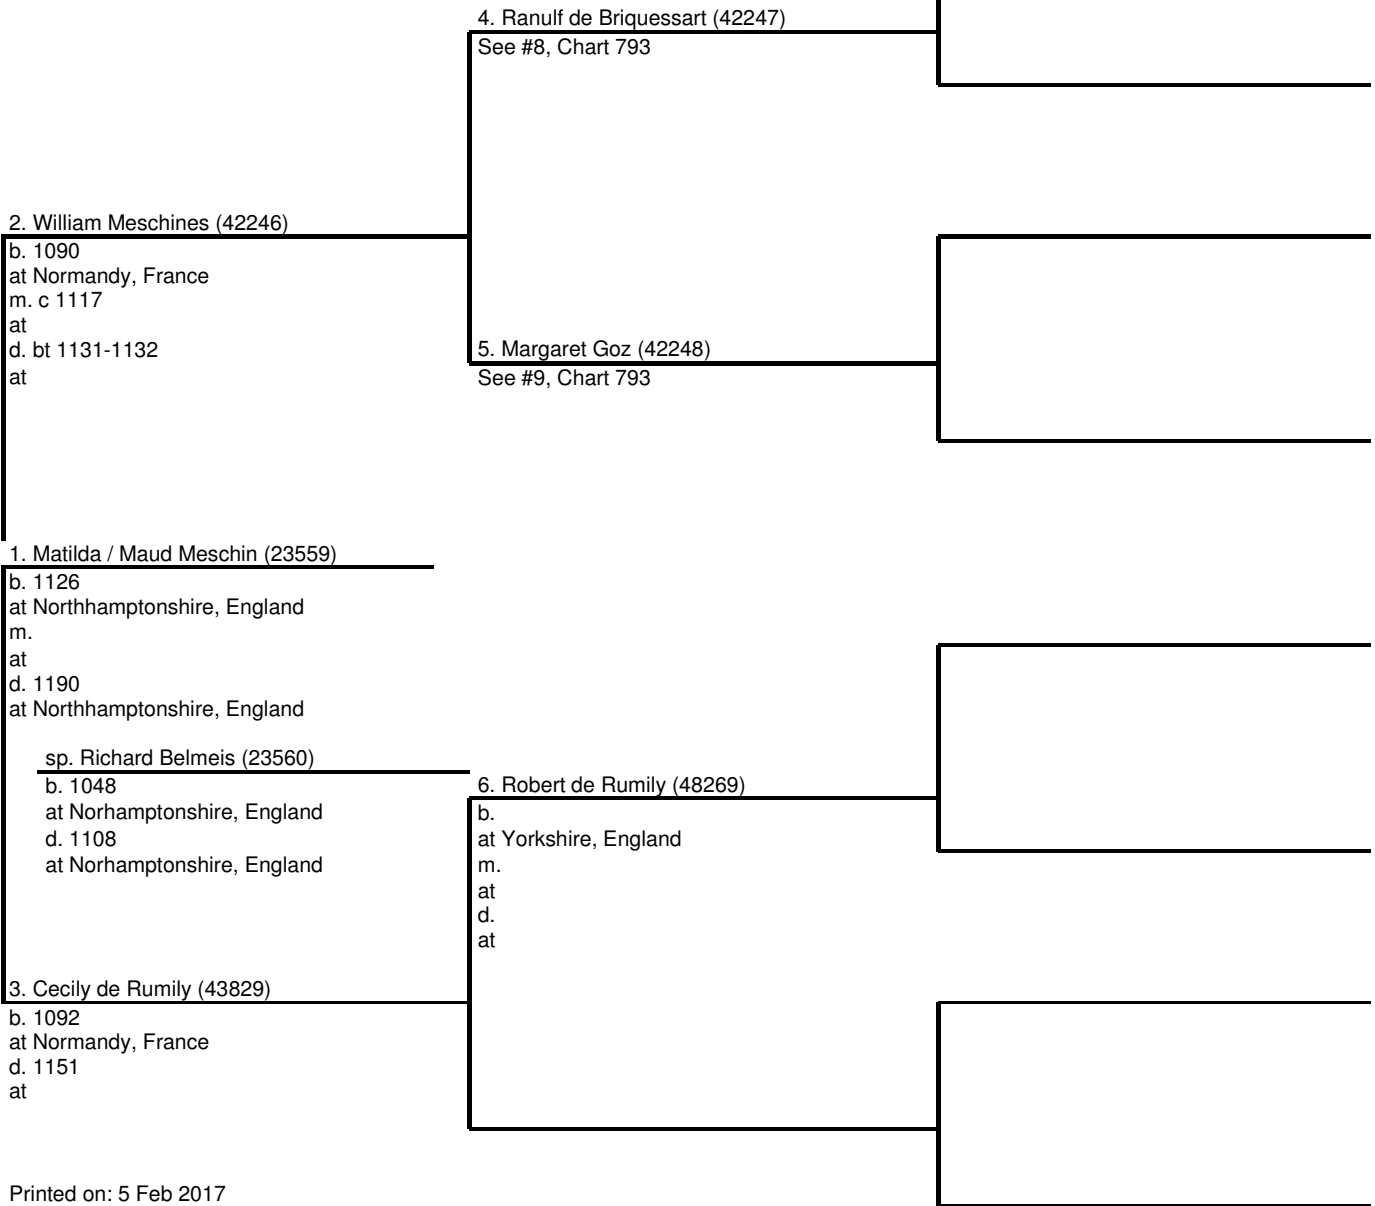 4. Ranulf de Briquessart (42247)
See #8, Chart 793
2. William Meschines (42246)
b. 1090
at Normandy, France
m. c 1117
at
d. bt 1131-1132
at
5. Margaret Goz (42248)
See #9, Chart 793
1. Matilda / Maud Meschin (23559)
b. 1126
at Northhamptonshire, England
m.
at
d. 1190
at Northhamptonshire, England
sp. Richard Belmeis (23560)
b. 1048
at Norhamptonshire, England
d. 1108
at Norhamptonshire, England
6. Robert de Rumily (48269)
b.
at Yorkshire, England
m.
at
d.
at
3. Cecily de Rumily (43829)
b. 1092
at Normandy, France
d. 1151
at
Printed on: 5 Feb 2017